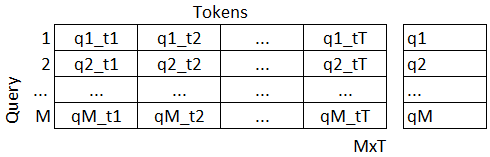 Tokens
1 q1_t1 q1_t2 ... q1_tT q1
2 q2_t1 q2_t2 ... q2_tT q2
... ... ... ... ... ...
M qM_t1 qM_t2 ... qM_tT qM
Query
MxT